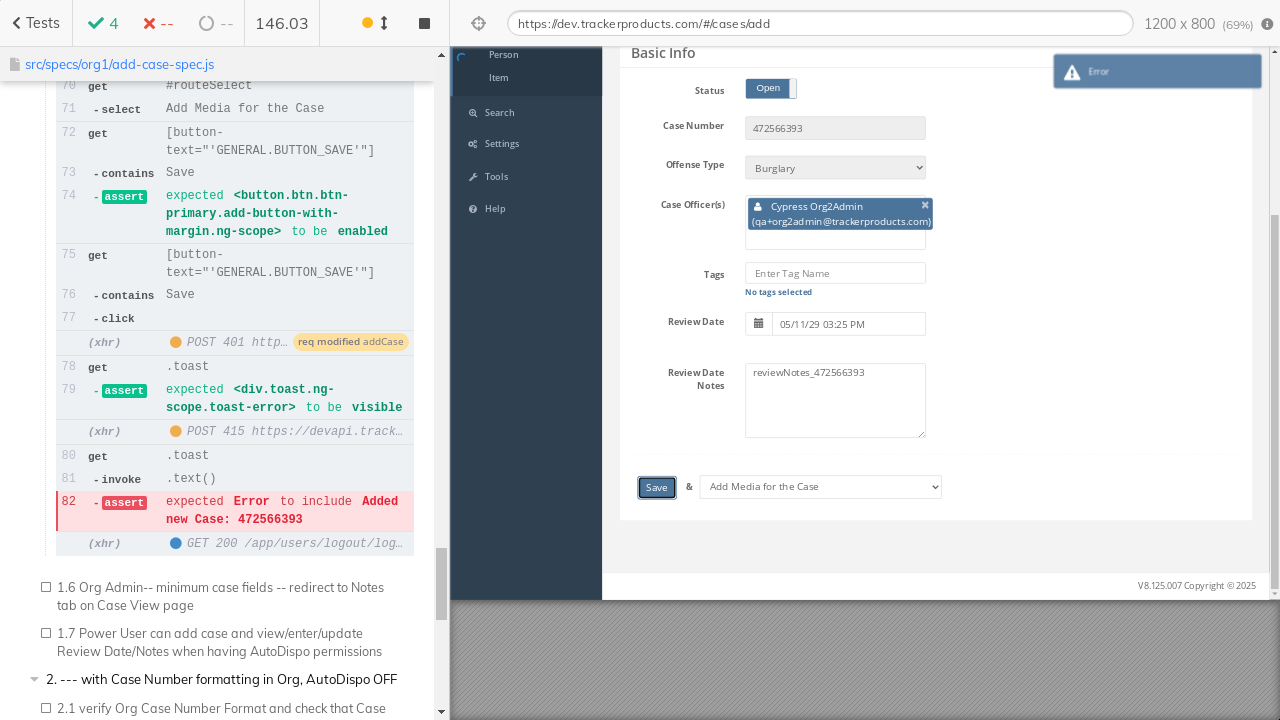 Tests
4
--
--
146.03
https://dev.trackerproducts.com/#/cases/add
1200 x 800 (69%)
src/specs/org1/add-case-spec.js
70 get #routeSelect
71 - select Add Media for the Case
72 get [button-
text="'GENERAL.BUTTON_SAVE'"]
73 - contains Save
74 - assert expected <button.btn.btn-
primary.add-button-with-
margin.ng-scope> to be enabled
75 get [button-
text="'GENERAL.BUTTON_SAVE'"]
76 - contains Save
77 - click
(xhr) POST 401 http... req modified addCase
78 get .toast
79 - assert expected <div.toast.ng-
scope.toast-error> to be visible
(xhr) POST 415 https://devapi.track...
80 get .toast
81 - invoke .text()
82 - assert expected Error to include Added
new Case: 472566393
(xhr) GET 200 /app/users/logout/log...
1.6 Org Admin-- minimum case fields -- redirect to Notes
tab on Case View page
1.7 Power User can add case and view/enter/update
Review Date/Notes when having AutoDispo permissions
2. --- with Case Number formatting in Org, AutoDispo OFF
2.1 verify Org Case Number Format and check that Case
Person
Item
Search
Settings
Tools
Help
Basic Info
Error
Status Open
Case Number 472566393
Offense Type Burglary
Case Officer(s) Cypress Org2Admin
(qa+org2admin@trackerproducts.com)
Tags Enter Tag Name
No tags selected
Review Date 05/11/29 03:25 PM
Review Date
Notes
reviewNotes_472566393
Save & Add Media for the Case
V8.125.007 Copyright © 2025